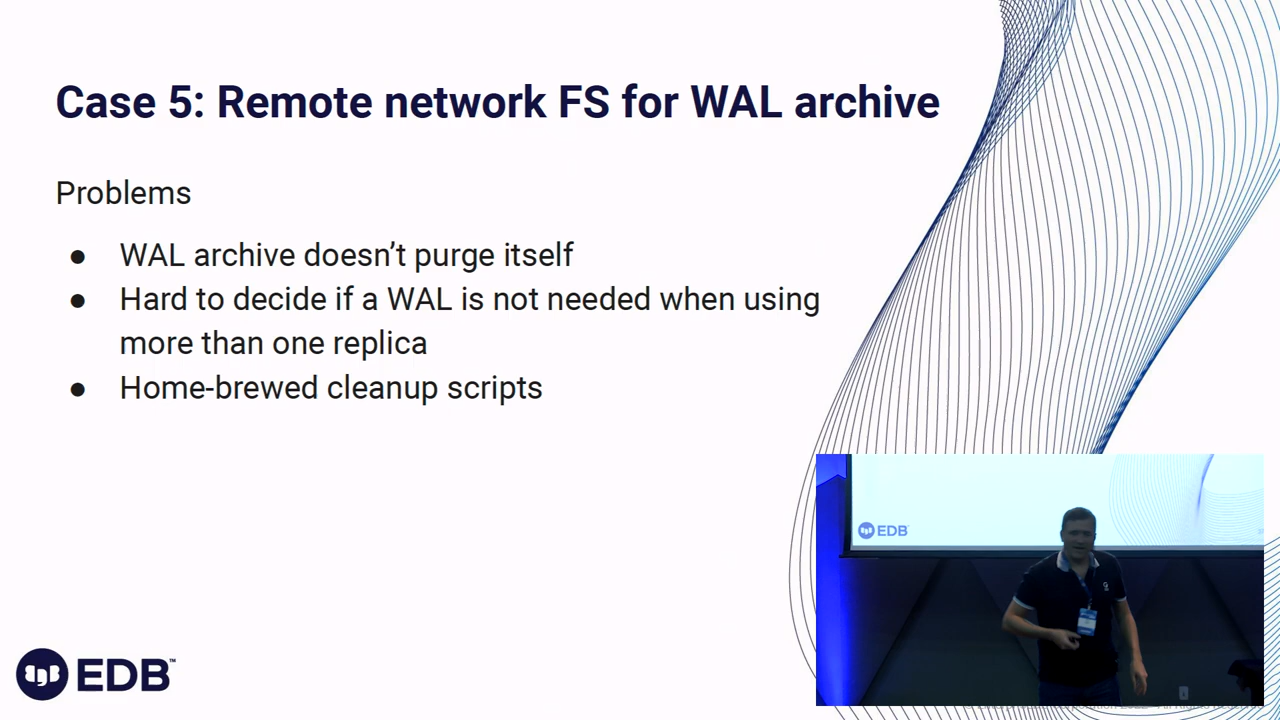 Case 5: Remote network FS for WAL archive
Problems
● WAL archive doesn’t purge itself
● Hard to decide if a WAL is not needed when using
more than one replica
● Home-brewed cleanup scripts
EDB
EDB™